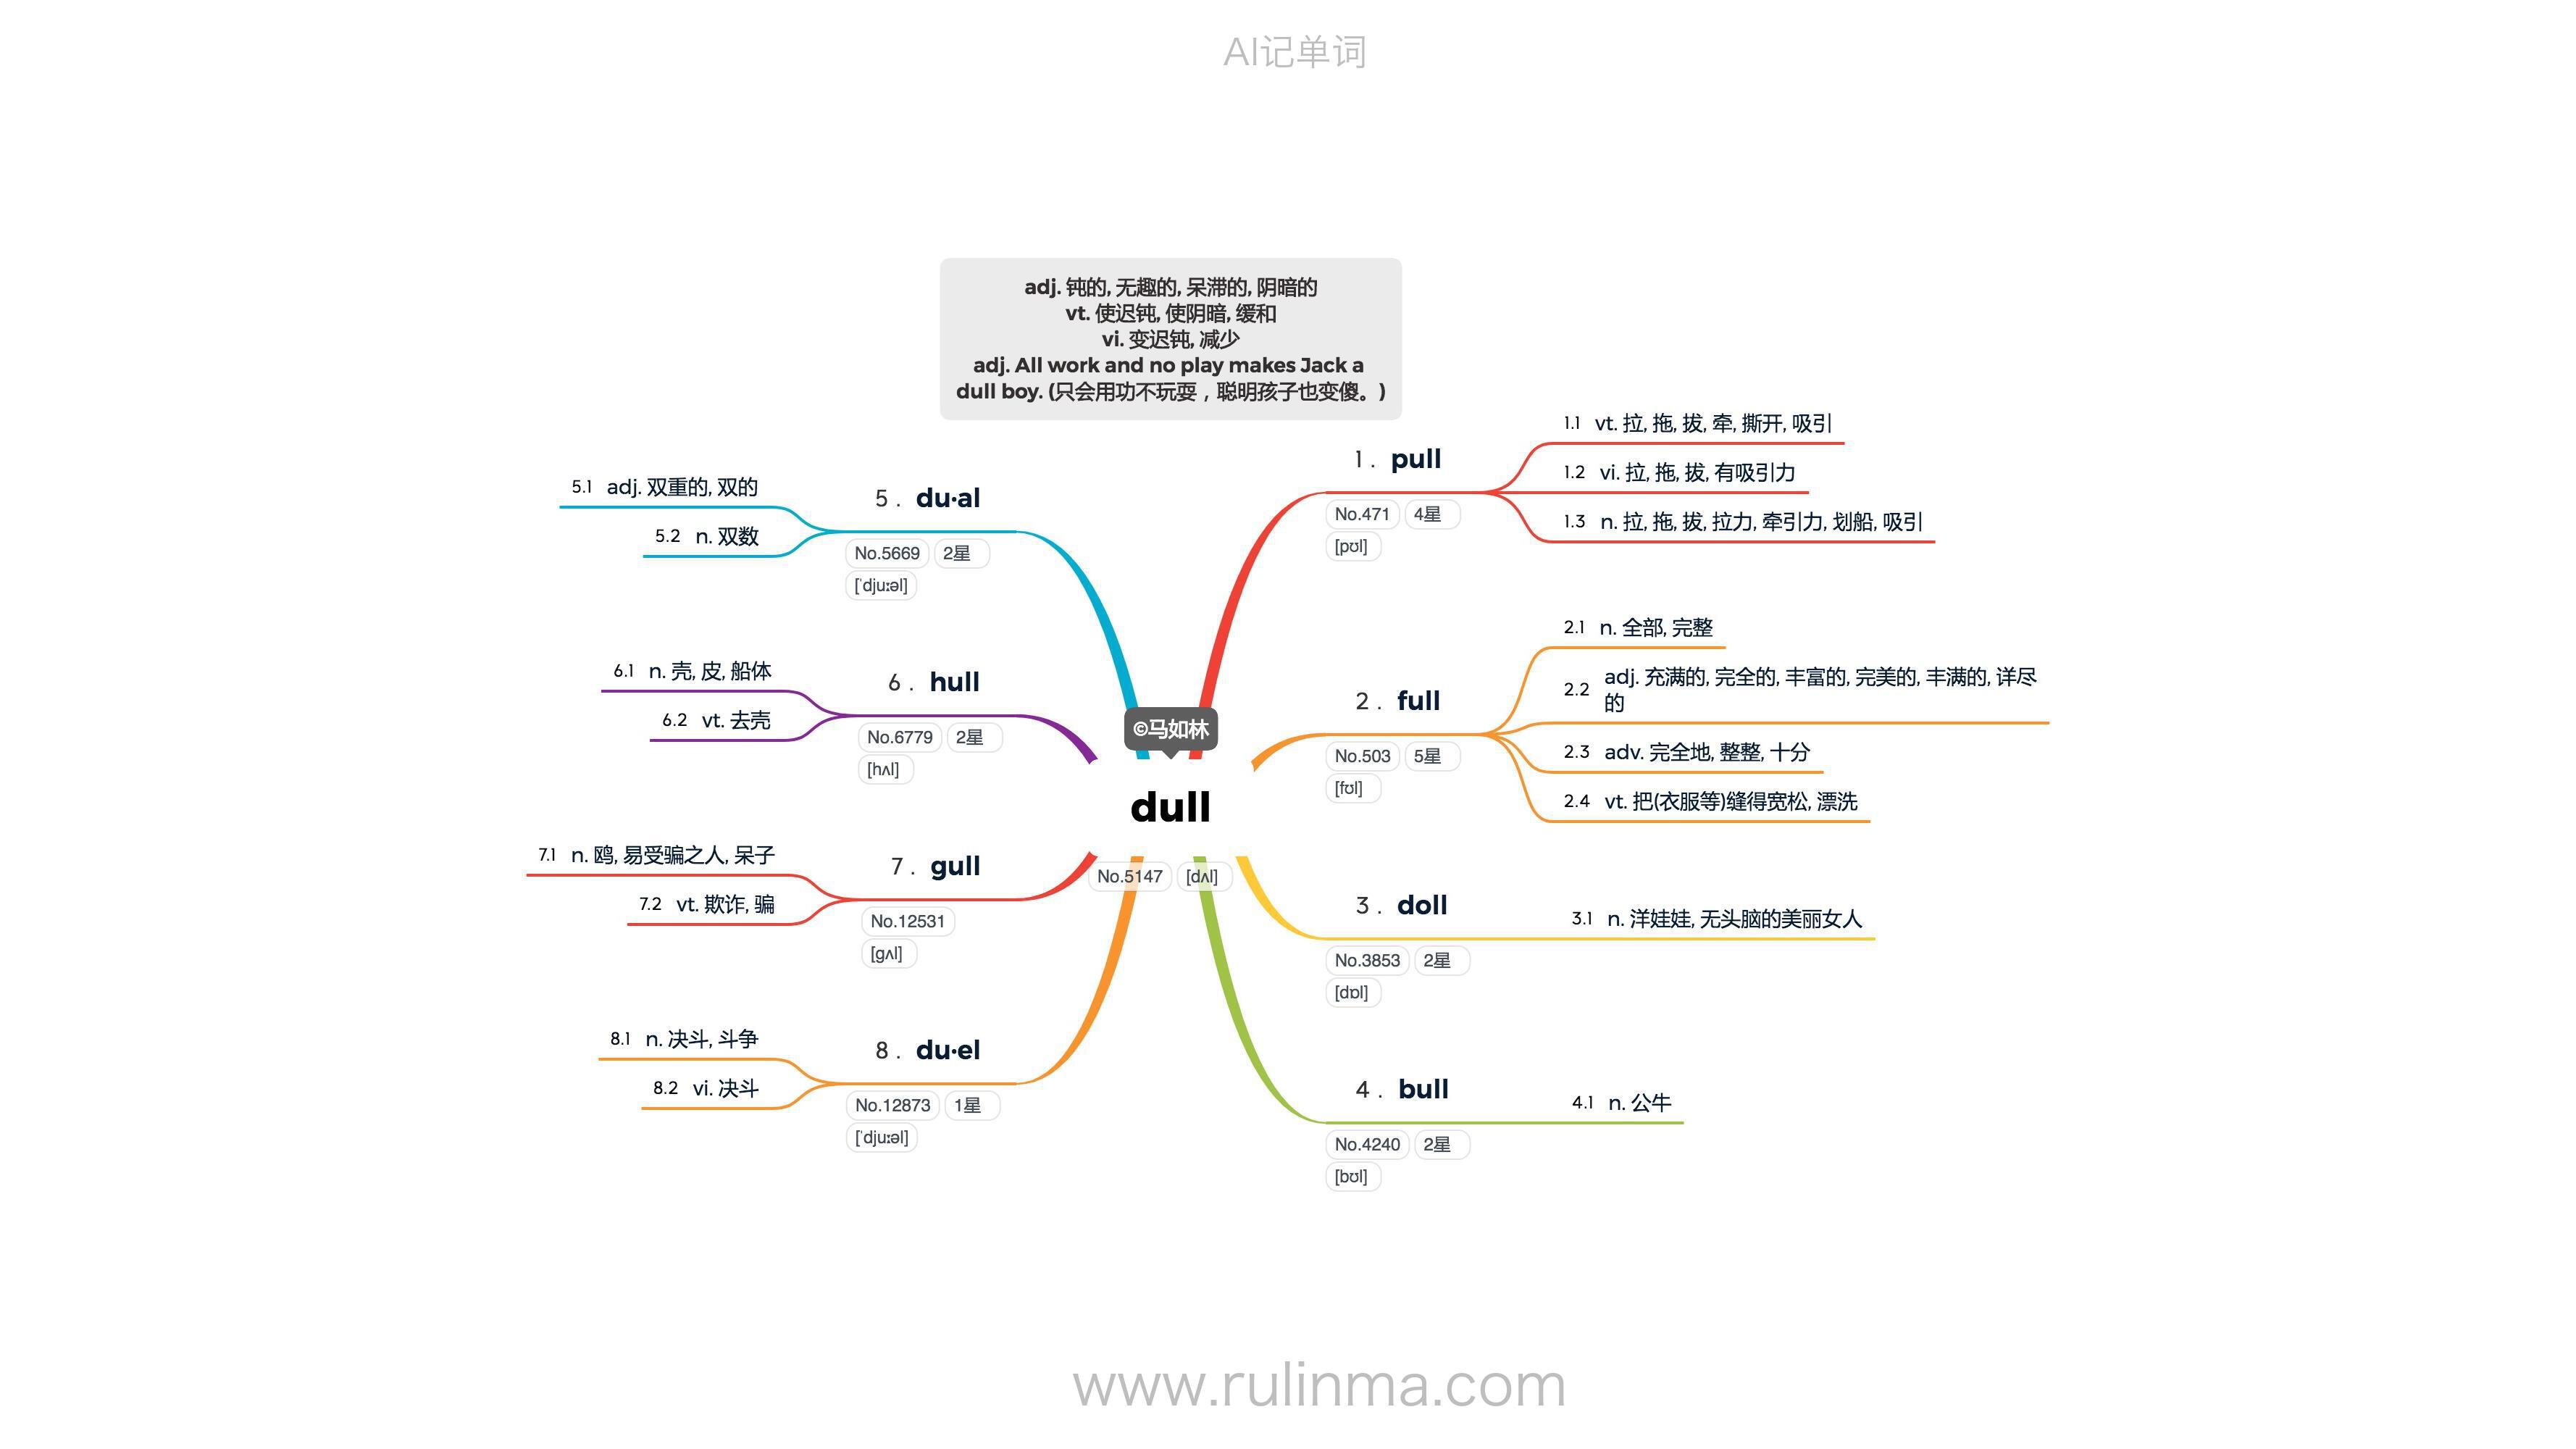 AI记单词
adj. 钝的, 无趣的, 呆滞的, 阴暗的
vt. 使迟钝, 使阴暗, 缓和
vi. 变迟钝, 减少
adj. All work and no play makes Jack a
dull boy. (只会用功不玩耍，聪明孩子也变傻。)
©马如林
dull
No.5147 [dʌl]
1. pull
No.471 4星
[pʊl]
1.1 vt. 拉, 拖, 拔, 牵, 撕开, 吸引
1.2 vi. 拉, 拖, 拔, 有吸引力
1.3 n. 拉, 拖, 拔, 拉力, 牵引力, 划船, 吸引
2. full
No.503 5星
[fʊl]
2.1 n. 全部, 完整
2.2 adj. 充满的, 完全的, 丰富的, 完美的, 丰满的, 详尽
的
2.3 adv. 完全地, 整整, 十分
2.4 vt. 把(衣服等)缝得宽松, 漂洗
3. doll
No.3853 2星
[dɒl]
3.1 n. 洋娃娃, 无头脑的美丽女人
4. bull
No.4240 2星
[bʊl]
4.1 n. 公牛
5. du·al
No.5669 2星
[ˈdjuːəl]
5.1 adj. 双重的, 双的
5.2 n. 双数
6. hull
No.6779 2星
[hʌl]
6.1 n. 壳, 皮, 船体
6.2 vt. 去壳
7. gull
No.12531
[gʌl]
7.1 n. 鸥, 易受骗之人, 呆子
7.2 vt. 欺诈, 骗
8. du·el
No.12873 1星
[ˈdjuːəl]
8.1 n. 决斗, 斗争
8.2 vi. 决斗
www.rulinma.com